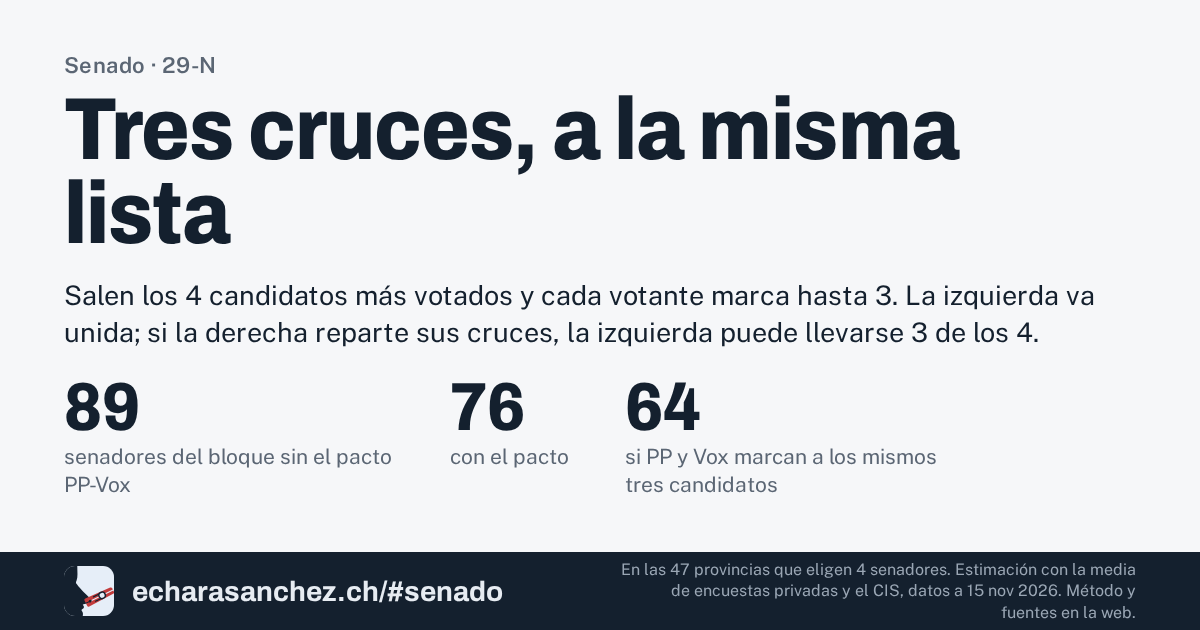 Senado · 29-N
Tres cruces, a la misma
lista
Salen los 4 candidatos más votados y cada votante marca hasta 3. La izquierda va
unida; si la derecha reparte sus cruces, la izquierda puede llevarse 3 de los 4.
89
senadores del bloque sin el pacto
PP-Vox
76
con el pacto
64
si PP y Vox marcan a los mismos
tres candidatos
echarasanchez.ch/#senado
En las 47 provincias que eligen 4 senadores. Estimación con la media
de encuestas privadas y el CIS, datos a 15 nov 2026. Método y
fuentes en la web.